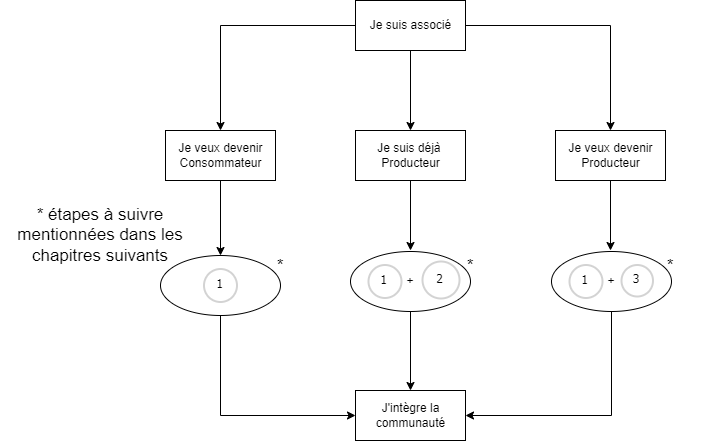 Je suis associé
Je veux devenir
Consommateur
Je suis déjà
Producteur
Je veux devenir
Producteur
* étapes à suivre
mentionnées dans les
chapitres suivants
1
*
1 + 2
*
1 + 3
*
J'intègre la
communauté